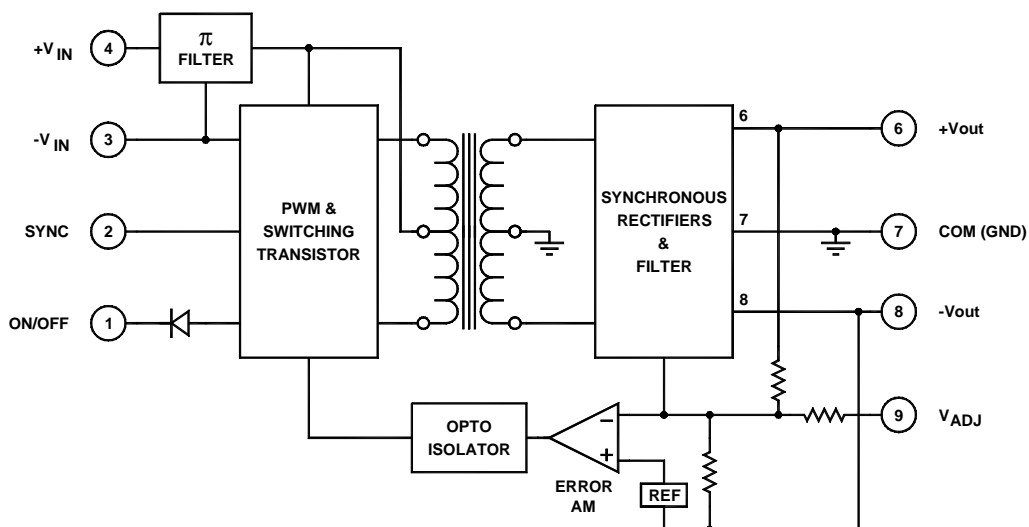 +V IN
4
π
FILTER
-V IN
3
SYNC
2
ON/OFF
1
PWM &
SWITCHING
TRANSISTOR
SYNCHRONOUS
RECTIFIERS
&
FILTER
6
6
+Vout
7
7
COM (GND)
8
8
-Vout
9
VADJ
OPTO
ISOLATOR
−
+
ERROR
AM
REF